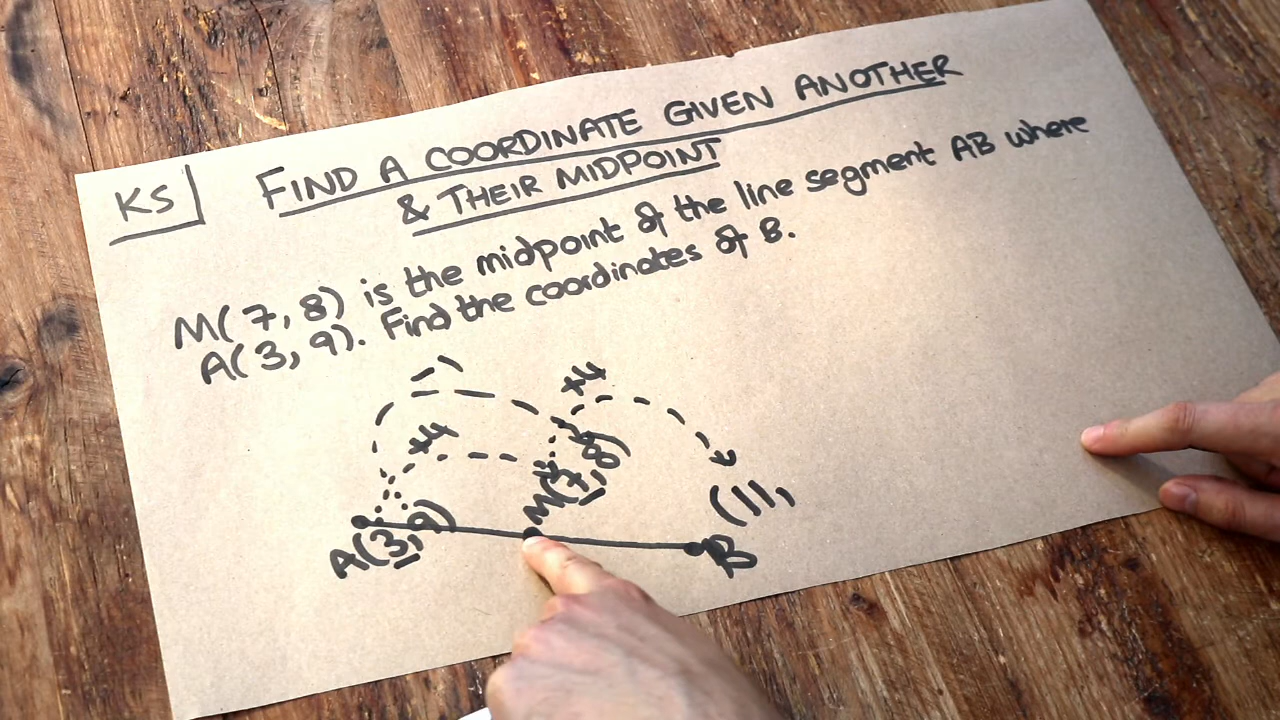 KS
FIND A COORDINATE GIVEN ANOTHER
& THEIR MIDPOINT
M(7, 8) is the midpoint of the line segment AB where
A(3, 9). Find the coordinates of B.
-1
+4
+4
M(7,8)
(11,
A(3,9)
B